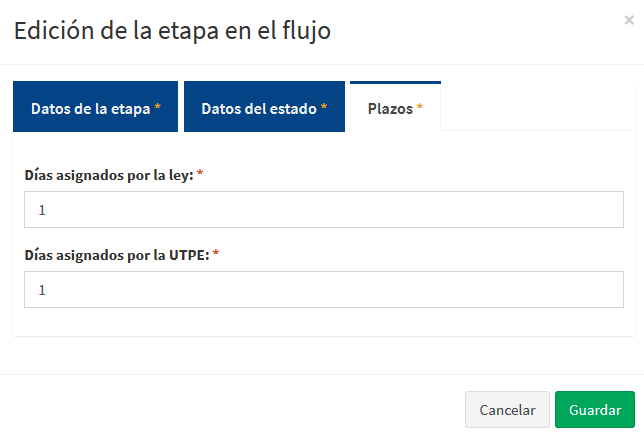 Edición de la etapa en el flujo
×
Datos de la etapa * Datos del estado * Plazos *
Días asignados por la ley: *
1
Días asignados por la UTPE: *
1
Cancelar Guardar